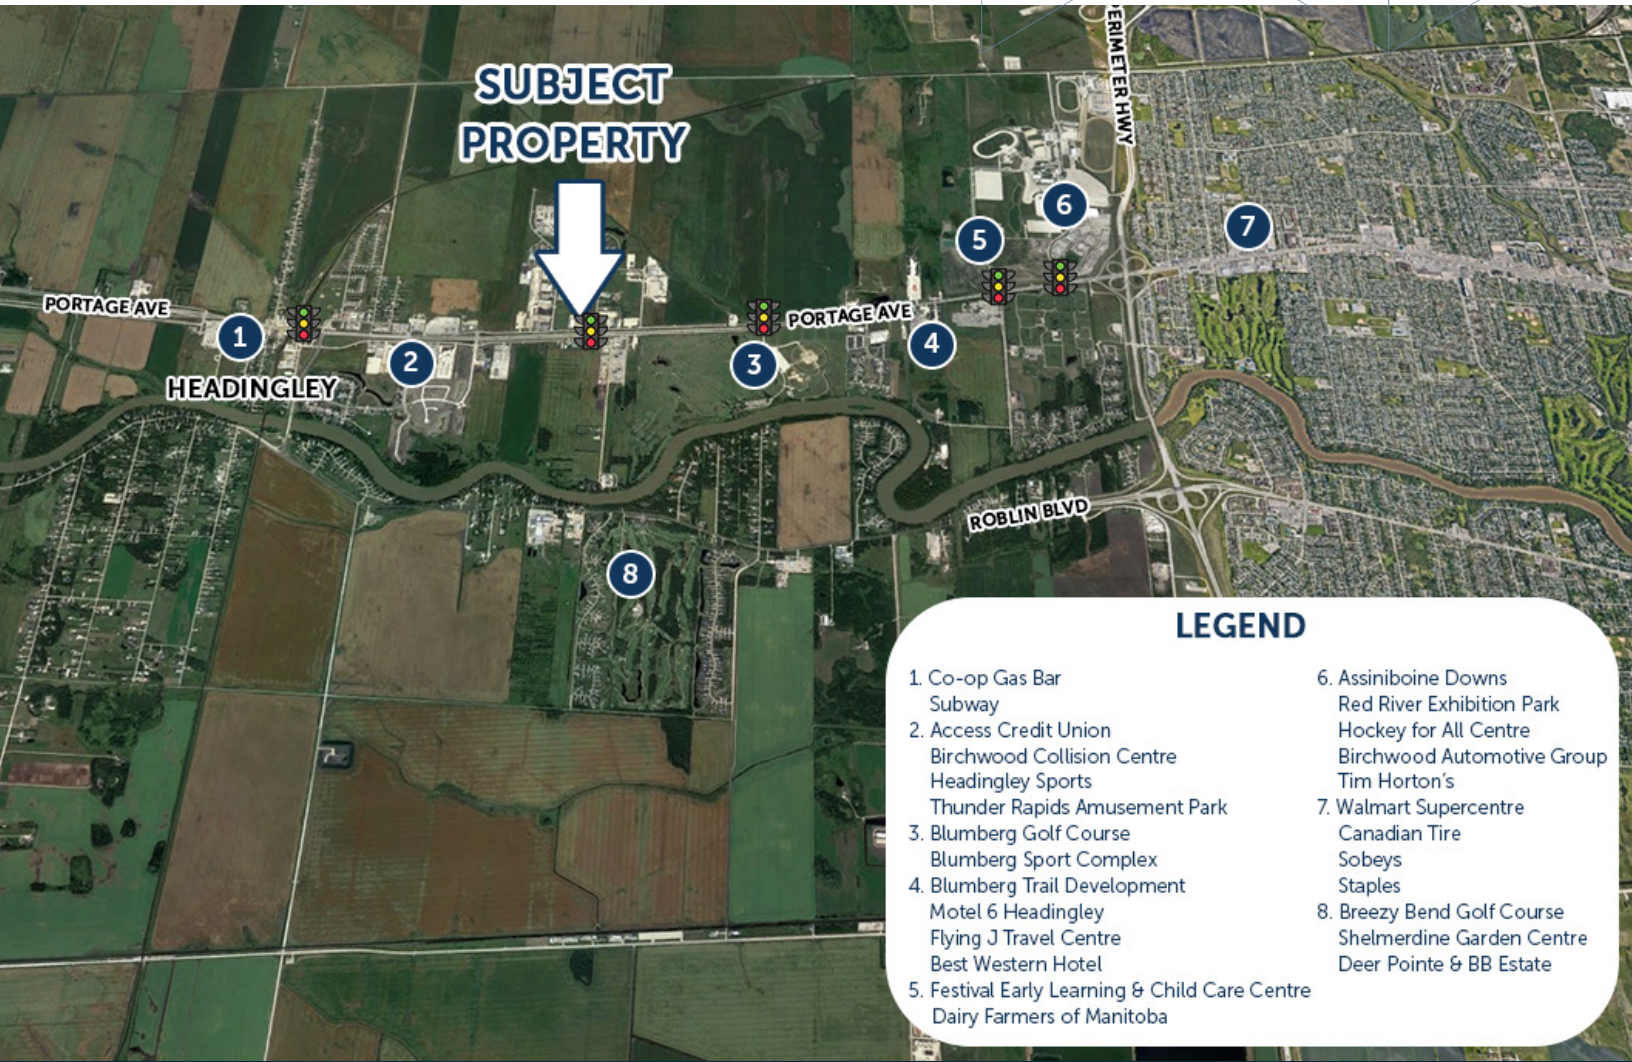 PERIMETER HWY
SUBJECT
PROPERTY
6
7
5
PORTAGE AVE
PORTAGE AVE
1
2
3
4
HEADINGLEY
ROBLIN BLVD
8
LEGEND
1. Co-op Gas Bar
Subway
2. Access Credit Union
Birchwood Collision Centre
Headingley Sports
Thunder Rapids Amusement Park
3. Blumberg Golf Course
Blumberg Sport Complex
4. Blumberg Trail Development
Motel 6 Headingley
Flying J Travel Centre
Best Western Hotel
5. Festival Early Learning & Child Care Centre
Dairy Farmers of Manitoba
6. Assiniboine Downs
Red River Exhibition Park
Hockey for All Centre
Birchwood Automotive Group
Tim Horton's
7. Walmart Supercentre
Canadian Tire
Sobeys
Staples
8. Breezy Bend Golf Course
Shelmerdine Garden Centre
Deer Pointe & BB Estate